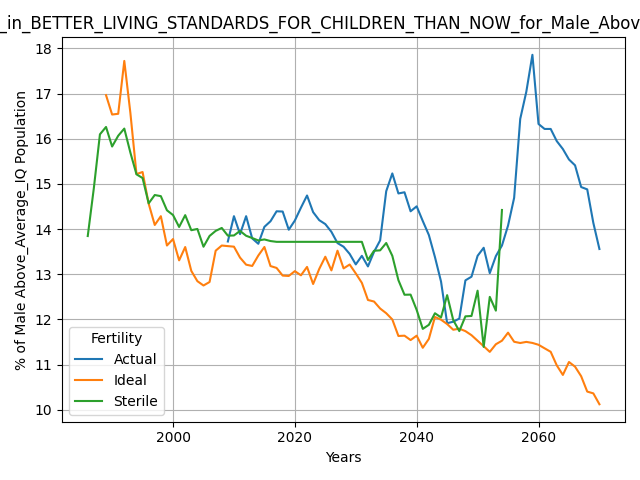 _in_BETTER_LIVING_STANDARDS_FOR_CHILDREN_THAN_NOW_for_Male_Abov
% of Male Above_Average_IQ Population
18
17
16
15
14
13
12
11
10
Fertility
Actual
Ideal
Sterile
2000
2020
2040
2060
Years